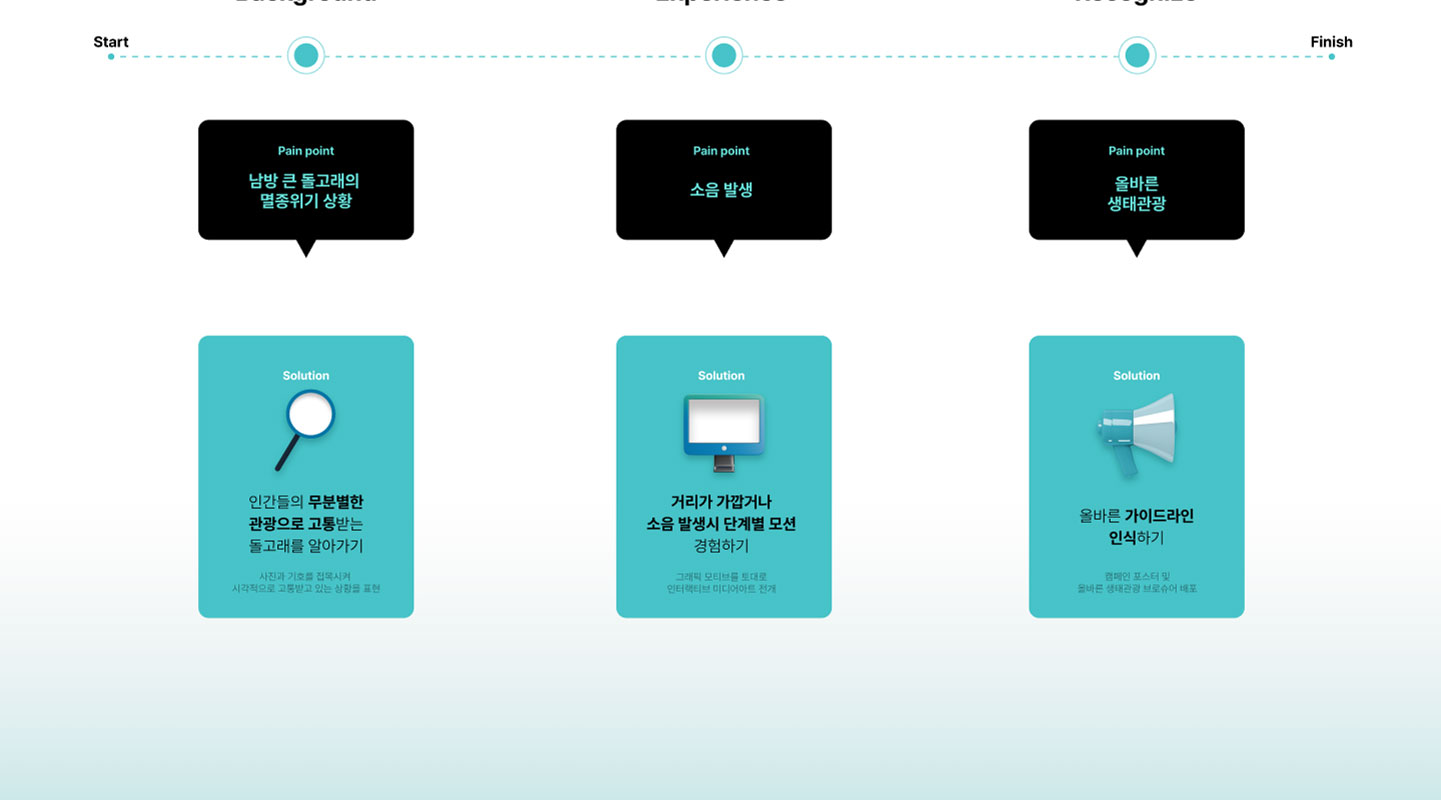 Background
Experience
Recognize
Start
Finish
Pain point
남방 큰 돌고래의
멸종위기 상황
Pain point
소음 발생
Pain point
올바른
생태관광
Solution
인간들의 무분별한
관광으로 고통받는
돌고래를 알아가기
사진과 기호를 접목시켜
시각적으로 고통받고 있는 상황을 표현
Solution
거리가 가깝거나
소음 발생시 단계별 모션
경험하기
그래픽 모티브를 토대로
인터랙티브 미디어아트 전개
Solution
올바른 가이드라인
인식하기
캠페인 포스터 및
올바른 생태관광 브로슈어 배포